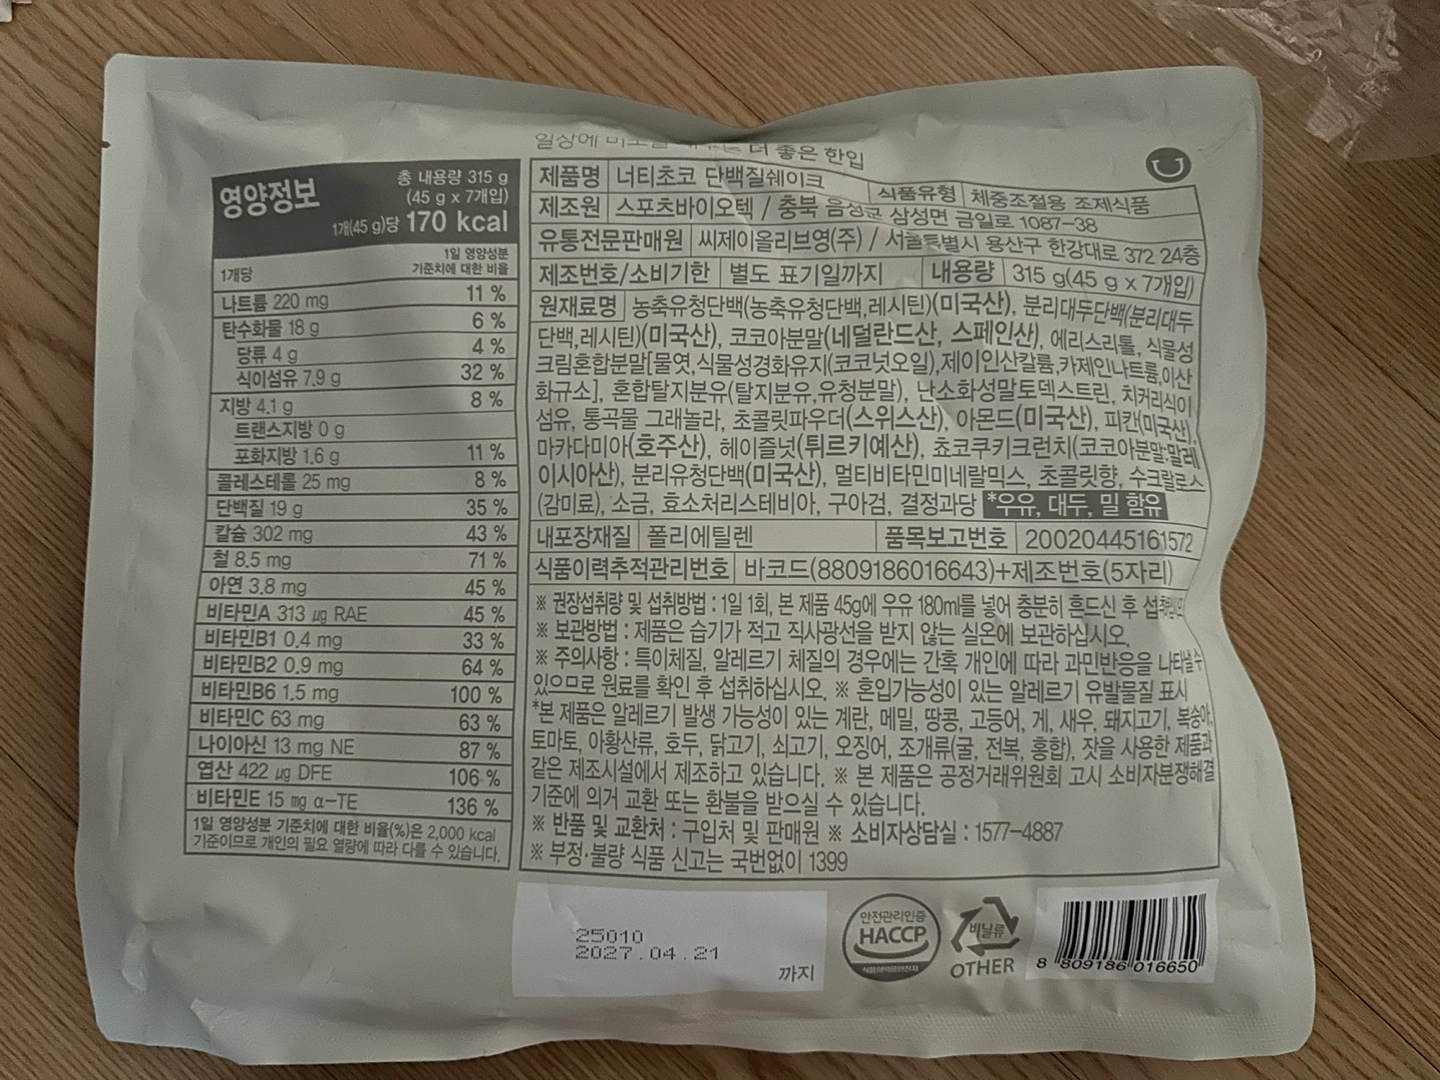 일상에 더 좋은 한입
영양정보
총 내용량 315 g
(45 g x 7개입)
1개(45 g)당 170 kcal
1개당
1일 영양성분
기준치에 대한 비율
나트륨 220 mg 11 %
탄수화물 18 g 6 %
당류 4 g 4 %
식이섬유 7.9 g 32 %
지방 4.1 g 8 %
트랜스지방 0 g
포화지방 1.6 g 11 %
콜레스테롤 25 mg 8 %
단백질 19 g 35 %
칼슘 302 mg 43 %
철 8.5 mg 71 %
아연 3.8 mg 45 %
비타민A 313 μg RAE 45 %
비타민B1 0.4 mg 33 %
비타민B2 0.9 mg 64 %
비타민B6 1.5 mg 100 %
비타민C 63 mg 63 %
나이아신 13 mg NE 87 %
엽산 422 μg DFE 106 %
비타민E 15 mg α-TE 136 %
1일 영양성분 기준치에 대한 비율(%)은 2,000 kcal
기준이므로 개인의 필요 열량에 따라 다를 수 있습니다.
제품명 너티초코 단백질쉐이크 식품유형 체중조절용 조제식품
제조원 스포츠바이오텍 / 충북 음성군 삼성면 금일로 1087-38
유통전문판매원 씨제이올리브영(주) / 서울특별시 용산구 한강대로 372 24층
제조번호/소비기한 별도 표기일까지 내용량 315 g(45 g x 7개입)
원재료명 농축유청단백(농축유청단백,레시틴)(미국산), 분리대두단백(분리대두
단백,레시틴)(미국산), 코코아분말(네덜란드산, 스페인산), 에리스리톨, 식물성
크림혼합분말[물엿,식물성경화유지(코코넛오일),제이인산칼륨,카제인나트륨,이산
화규소], 혼합탈지분유(탈지분유,유청분말), 난소화성말토덱스트린, 치커리식이
섬유, 통곡물 그래놀라, 초콜릿파우더(스위스산), 아몬드(미국산), 피칸(미국산),
마카다미아(호주산), 헤이즐넛(튀르키예산), 쵸코쿠키크런치(코코아분말:말레
이시아산), 분리유청단백(미국산), 멀티비타민미네랄믹스, 초콜릿향, 수크랄로스
(감미료), 소금, 효소처리스테비아, 구아검, 결정과당 *우유, 대두, 밀 함유
내포장재질 폴리에틸렌 품목보고번호 20020445161572
식품이력추적관리번호 바코드(8809186016643)+제조번호(5자리)
※ 권장섭취량 및 섭취방법 : 1일 1회, 본 제품 45g에 우유 180ml를 넣어 충분히 흔드신 후
※ 보관방법 : 제품은 습기가 적고 직사광선을 받지 않는 실온에 보관하십시오.
※ 주의사항 : 특이체질, 알레르기 체질의 경우에는 간혹 개인에 따라 과민반응을 나타낼 수
있으므로 원료를 확인 후 섭취하십시오. ※ 혼입가능성이 있는 알레르기 유발물질 표시
*본 제품은 알레르기 발생 가능성이 있는 계란, 메밀, 땅콩, 고등어, 게, 새우, 돼지고기, 복숭아,
토마토, 아황산류, 호두, 닭고기, 쇠고기, 오징어, 조개류(굴, 전복, 홍합), 잣을 사용한 제품과
같은 제조시설에서 제조하고 있습니다. ※ 본 제품은 공정거래위원회 고시 소비자분쟁해결
기준에 의거 교환 또는 환불을 받으실 수 있습니다.
※ 반품 및 교환처 : 구입처 및 판매원 ※ 소비자상담실 : 1577-4887
※ 부정·불량 식품 신고는 국번없이 1399
25010
2027.04.21
까지
안전관리인증
HACCP
식품의약품안전처
비닐류
OTHER
8 809186 016650